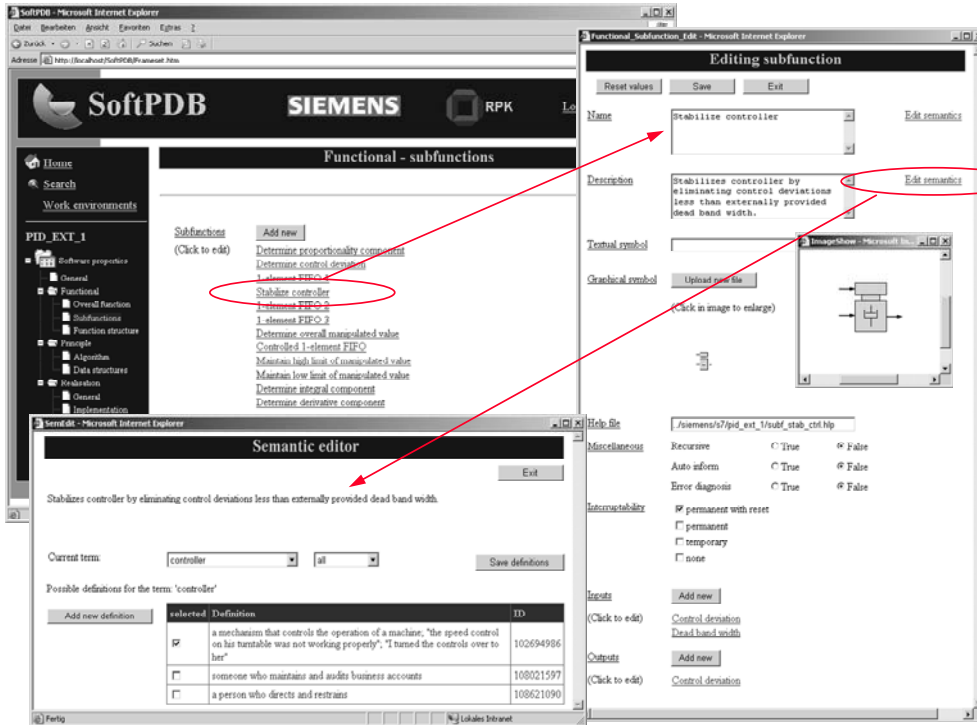 SoftPDB - Microsoft Internet Explorer
Datei Bearbeiten Ansicht Favoriten Extras ?
Zurück Suchen
Adresse http://localhost/SoftPDB/Frameset.htm
SoftPDB SIEMENS RPK Lo
Home
Search
Work environments
PID_EXT_1
Software properties
General
Functional
Overall function
Subfunctions
Function structure
Principle
Algorithm
Data structures
Realisation
General
Implementation
Functional - subfunctions
Subfunctions Add new
(Click to edit) Determine proportionality component
Determine control deviation
1-element FIFO
Stabilize controller
1-element FIFO 2
1-element FIFO 3
Determine overall manipulated value
Controlled 1-element FIFO
Maintain high limit of manipulated value
Maintain low limit of manipulated value
Determine integral component
Determine derivative component
Functional_Subfunction_Edit - Microsoft Internet Explorer
Editing subfunction
Reset values Save Exit
Name Stabilize controller Edit semantics
Description Stabilizes controller by Edit semantics
eliminating control deviations
less than externally provided
dead band width.
Textual symbol
ImageShow - Microsoft In...
Graphical symbol Upload new file
(Click in image to enlarge)
Help file ../siemens/s7/pid_ext_1/subf_stab_ctrl.hlp
Miscellaneous Recursive True False
Auto inform True False
Error diagnosis True False
Interruptability permanent with reset
permanent
temporary
none
Inputs Add new
(Click to edit) Control deviation
Dead band width
Outputs Add new
(Click to edit) Control deviation
SemEdit - Microsoft Internet Explorer
Semantic editor
Exit
Stabilizes controller by eliminating control deviations less than externally provided dead band width.
Current term: controller all Save definitions
Possible definitions for the term: 'controller'
Add new definition selected Definition ID
a mechanism that controls the operation of a machine; "the speed control
on his turntable was not working properly"; "I turned the controls over to 102694986
her"
someone who maintains and audits business accounts 108021597
a person who directs and restrains 108621090
Fertig Lokales Intranet